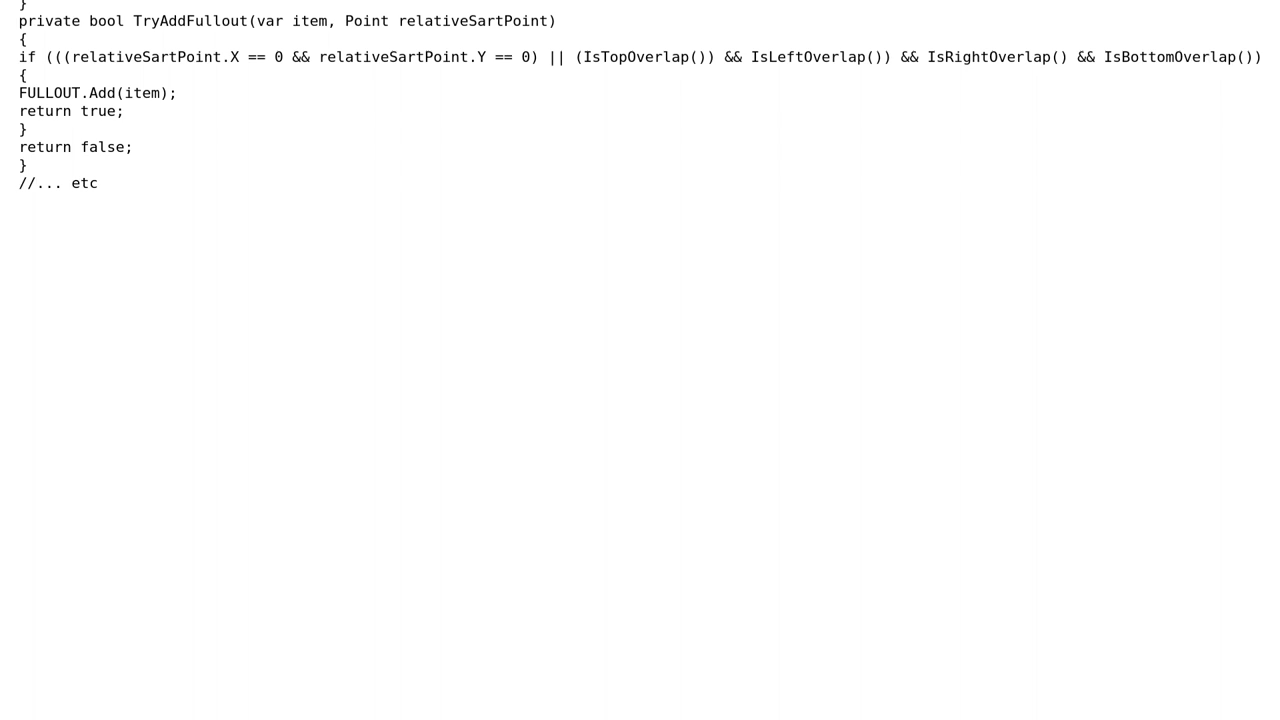 }
private bool TryAddFullout(var item, Point relativeSartPoint)
{
if (((relativeSartPoint.X == 0 && relativeSartPoint.Y == 0) || (IsTopOverlap()) && IsLeftOverlap()) && IsRightOverlap() && IsBottomOverlap())
{
FULLOUT.Add(item);
return true;
}
return false;
}
//... etc